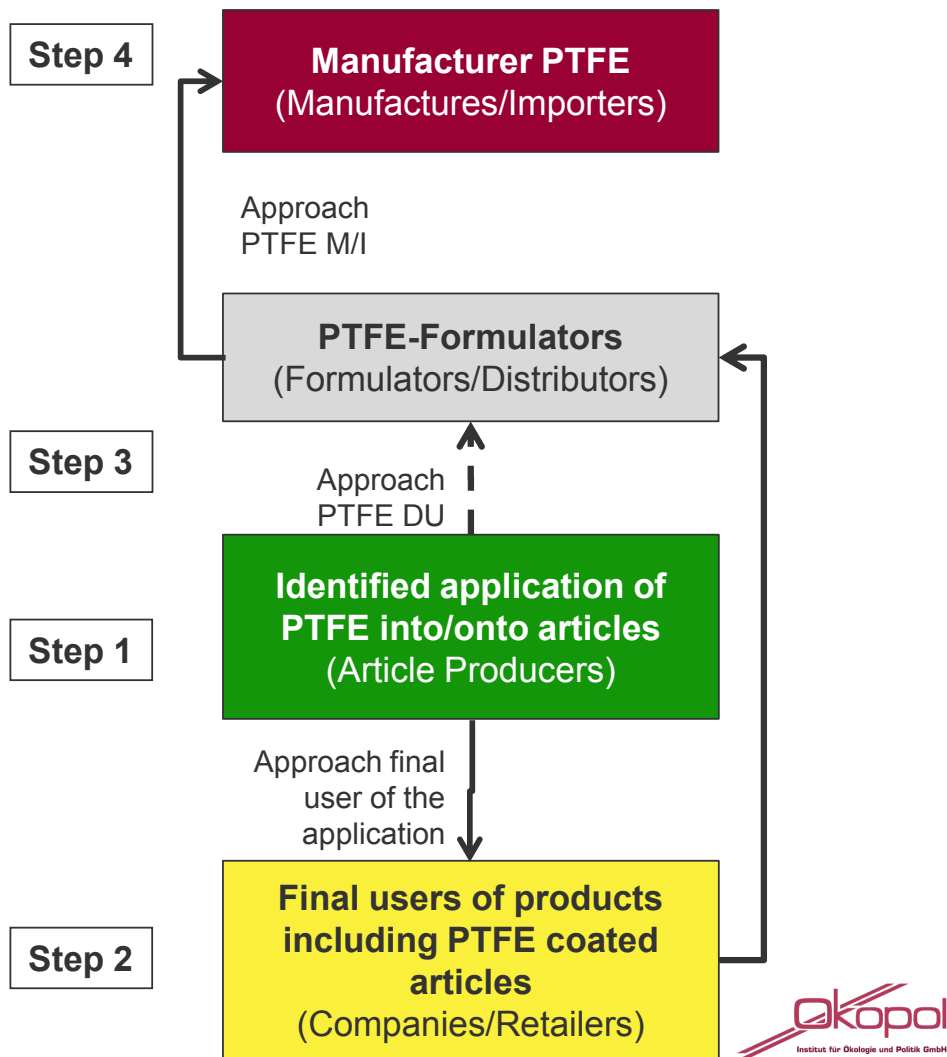 Step 4
Manufacturer PTFE
(Manufactures/Importers)
Approach
PTFE M/I
PTFE-Formulators
(Formulators/Distributors)
Step 3
Approach
PTFE DU
Identified application of
PTFE into/onto articles
(Article Producers)
Step 1
Approach final
user of the
application
Final users of products
including PTFE coated
articles
(Companies/Retailers)
Step 2
Ökopol
Institut für Ökologie und Politik GmbH